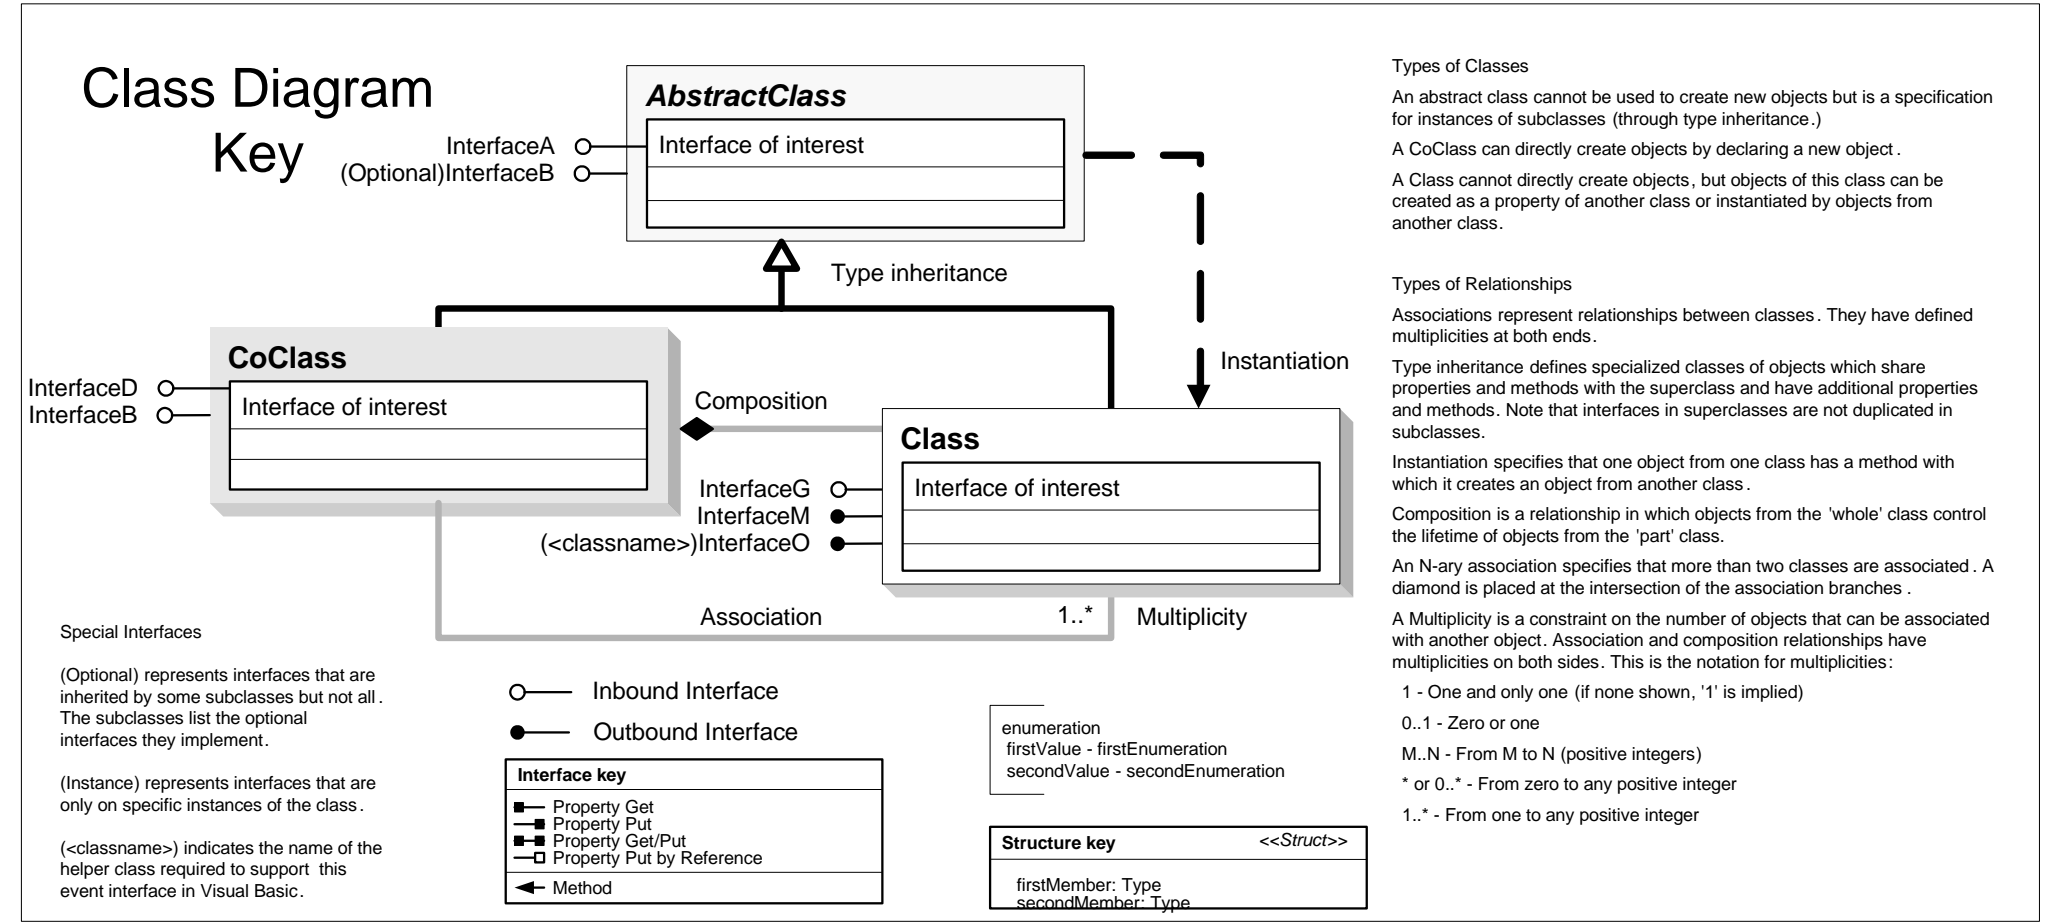 Class Diagram
Key
AbstractClass
Interface of interest
InterfaceA
(Optional)InterfaceB
Type inheritance
CoClass
Interface of interest
InterfaceD
InterfaceB
Composition
Instantiation
Class
Interface of interest
InterfaceG
InterfaceM
(<classname>)InterfaceO
Association
1..*
Multiplicity
Special Interfaces
(Optional) represents interfaces that are
inherited by some subclasses but not all.
The subclasses list the optional
interfaces they implement.
(Instance) represents interfaces that are
only on specific instances of the class.
(<classname>) indicates the name of the
helper class required to support this
event interface in Visual Basic.
Inbound Interface
Outbound Interface
Interface key
Property Get
Property Put
Property Get/Put
Property Put by Reference
Method
enumeration
firstValue - firstEnumeration
secondValue - secondEnumeration
Structure key <<Struct>>
firstMember: Type
secondMember: Type
Types of Classes
An abstract class cannot be used to create new objects but is a specification
for instances of subclasses (through type inheritance.)
A CoClass can directly create objects by declaring a new object.
A Class cannot directly create objects, but objects of this class can be
created as a property of another class or instantiated by objects from
another class.
Types of Relationships
Associations represent relationships between classes. They have defined
multiplicities at both ends.
Type inheritance defines specialized classes of objects which share
properties and methods with the superclass and have additional properties
and methods. Note that interfaces in superclasses are not duplicated in
subclasses.
Instantiation specifies that one object from one class has a method with
which it creates an object from another class.
Composition is a relationship in which objects from the 'whole' class control
the lifetime of objects from the 'part' class.
An N-ary association specifies that more than two classes are associated. A
diamond is placed at the intersection of the association branches.
A Multiplicity is a constraint on the number of objects that can be associated
with another object. Association and composition relationships have
multiplicities on both sides. This is the notation for multiplicities:
1 - One and only one (if none shown, '1' is implied)
0..1 - Zero or one
M..N - From M to N (positive integers)
* or 0..* - From zero to any positive integer
1..* - From one to any positive integer